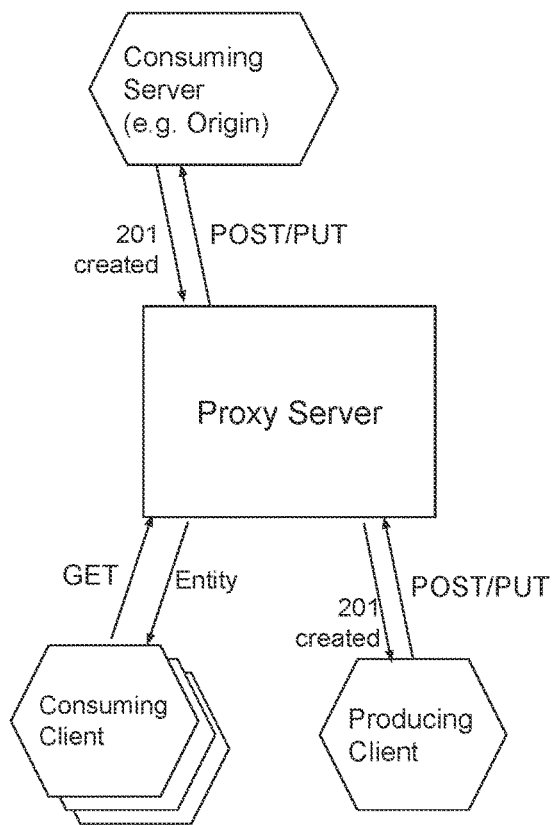 Consuming
Server
(e.g. Origin)
201
created
POST/PUT
Proxy Server
GET
Entity
201
created
POST/PUT
Consuming
Client
Producing
Client